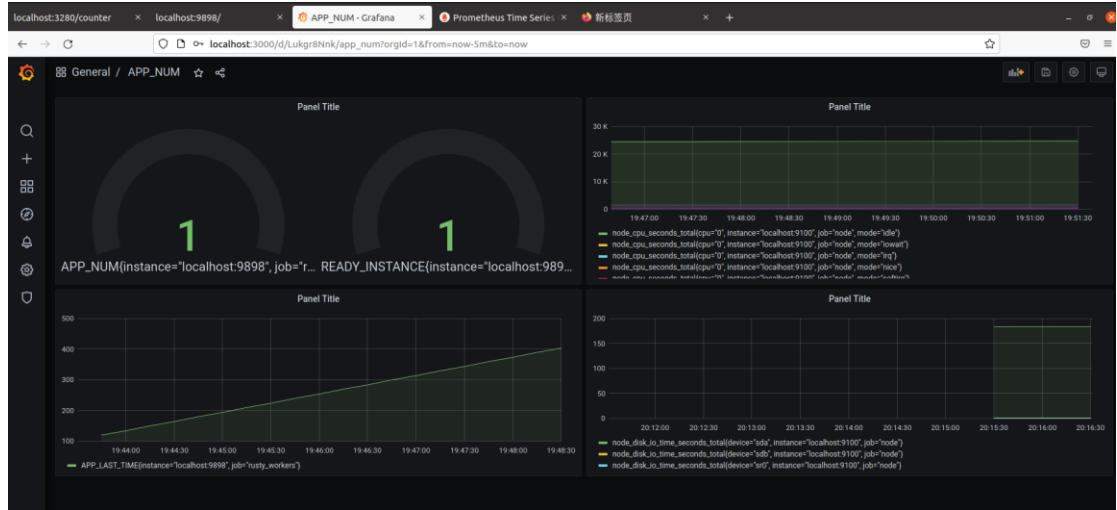 localhost:3280/counter
localhost:9898/
APP_NUM - Grafana
Prometheus Time Series
新标签页
localhost:3000/d/Lukgr8Nnk/app_num?orgId=1&from=now-5m&to=now
General / APP_NUM
Panel Title
1
1
APP_NUM{instance="localhost:9898", job="r...
READY_INSTANCE{instance="localhost:989...
Panel Title
30 K
20 K
10 K
0
19:47:00 19:47:30 19:48:00 19:48:30 19:49:00 19:49:30 19:50:00 19:50:30 19:51:00 19:51:30
node_cpu_seconds_total{cpu="0", instance="localhost:9100", job="node", mode="idle"}
node_cpu_seconds_total{cpu="0", instance="localhost:9100", job="node", mode="iowait"}
node_cpu_seconds_total{cpu="0", instance="localhost:9100", job="node", mode="irq"}
node_cpu_seconds_total{cpu="0", instance="localhost:9100", job="node", mode="nice"}
node_cpu_seconds_total{cpu="0", instance="localhost:9100", job="node", mode="softirq"}
Panel Title
500
400
300
200
100
19:44:00 19:44:30 19:45:00 19:45:30 19:46:00 19:46:30 19:47:00 19:47:30 19:48:00 19:48:30
APP_LAST_TIME{instance="localhost:9898", job="rusty_workers"}
Panel Title
200
150
100
50
0
20:12:00 20:12:30 20:13:00 20:13:30 20:14:00 20:14:30 20:15:00 20:15:30 20:16:00 20:16:30
node_disk_io_time_seconds_total{device="sda", instance="localhost:9100", job="node"}
node_disk_io_time_seconds_total{device="sdb", instance="localhost:9100", job="node"}
node_disk_io_time_seconds_total{device="sr0", instance="localhost:9100", job="node"}